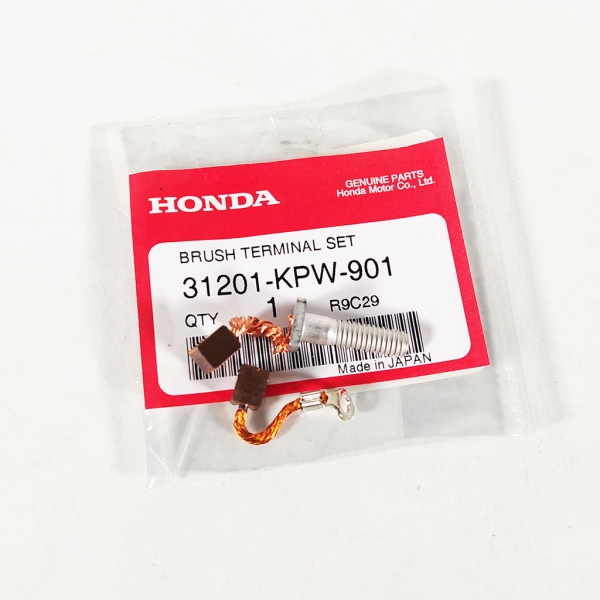 HONDA
GENUINE PARTS
Honda Motor Co., Ltd.
BRUSH TERMINAL SET
31201-KPW-901
QTY 1 R9C29
Made in JAPAN